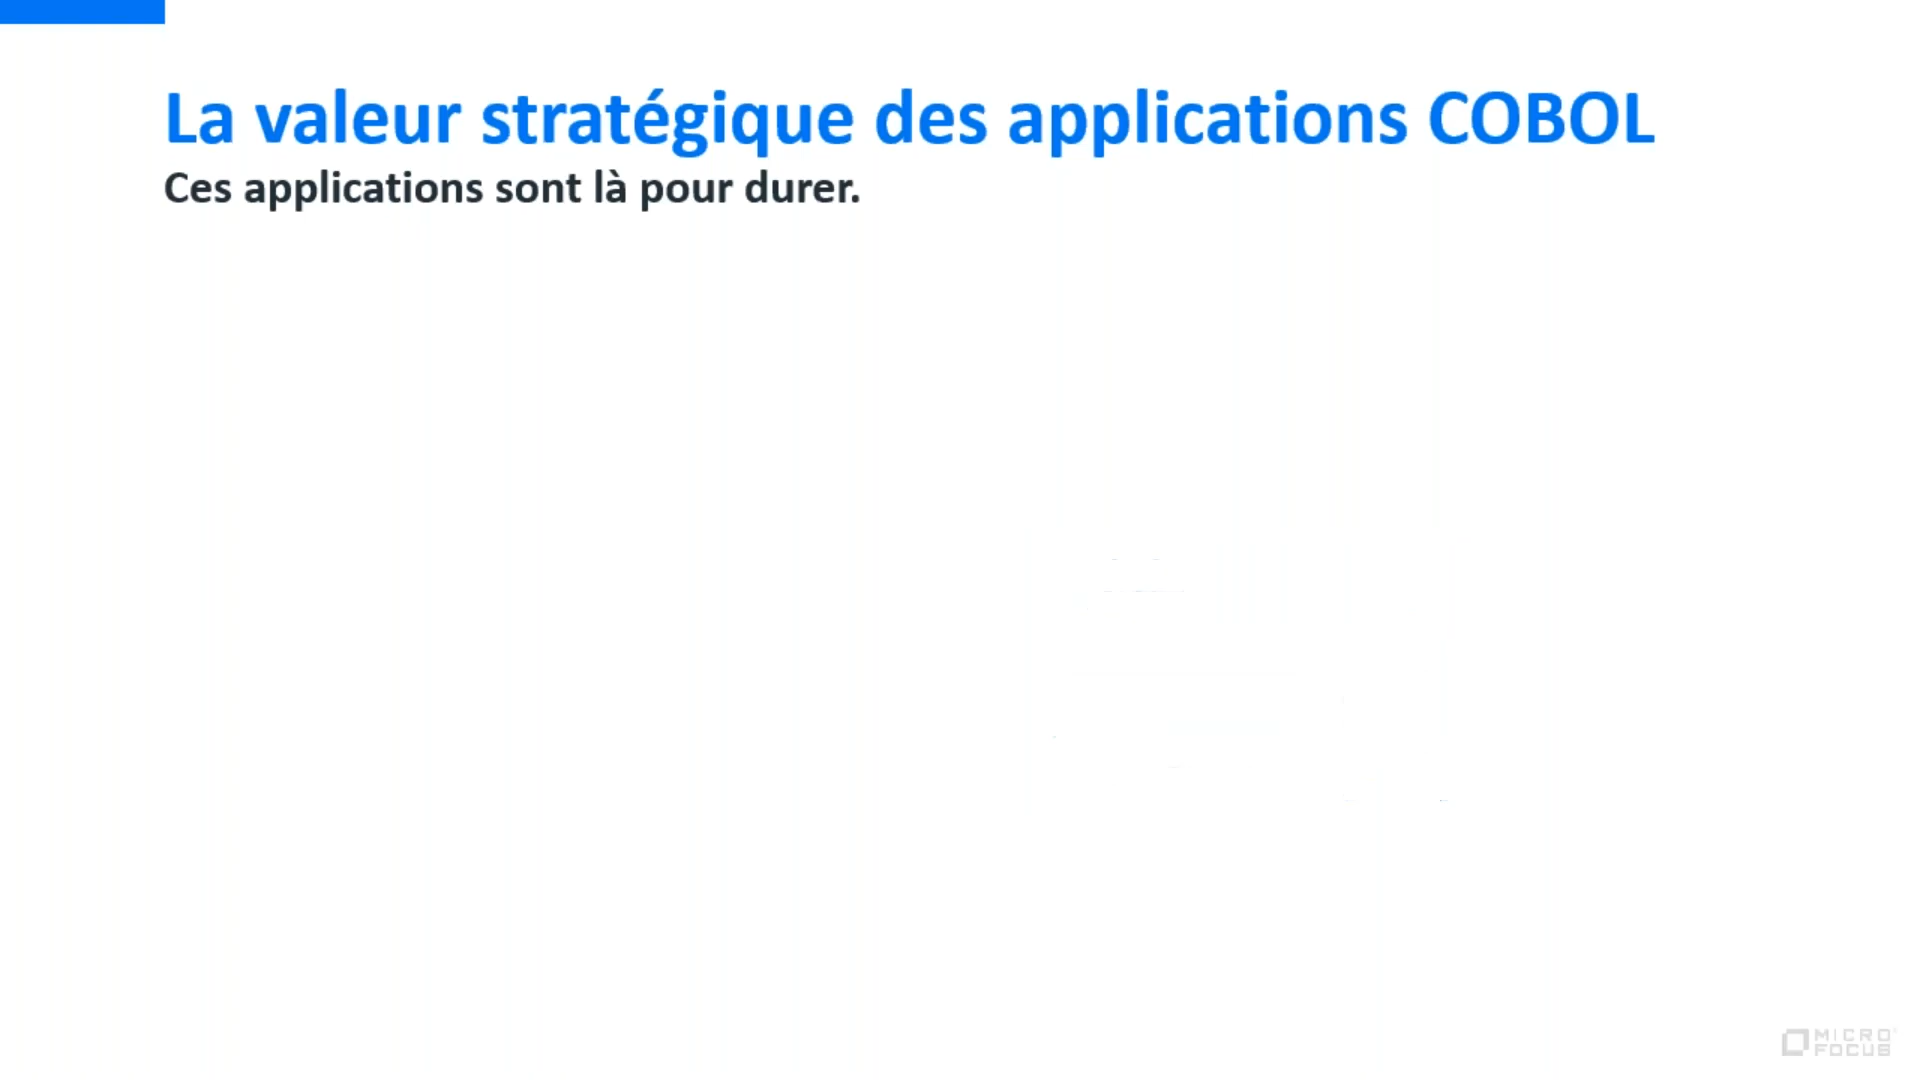 La valeur stratégique des applications COBOL
Ces applications sont là pour durer.
MICRO
FOCUS